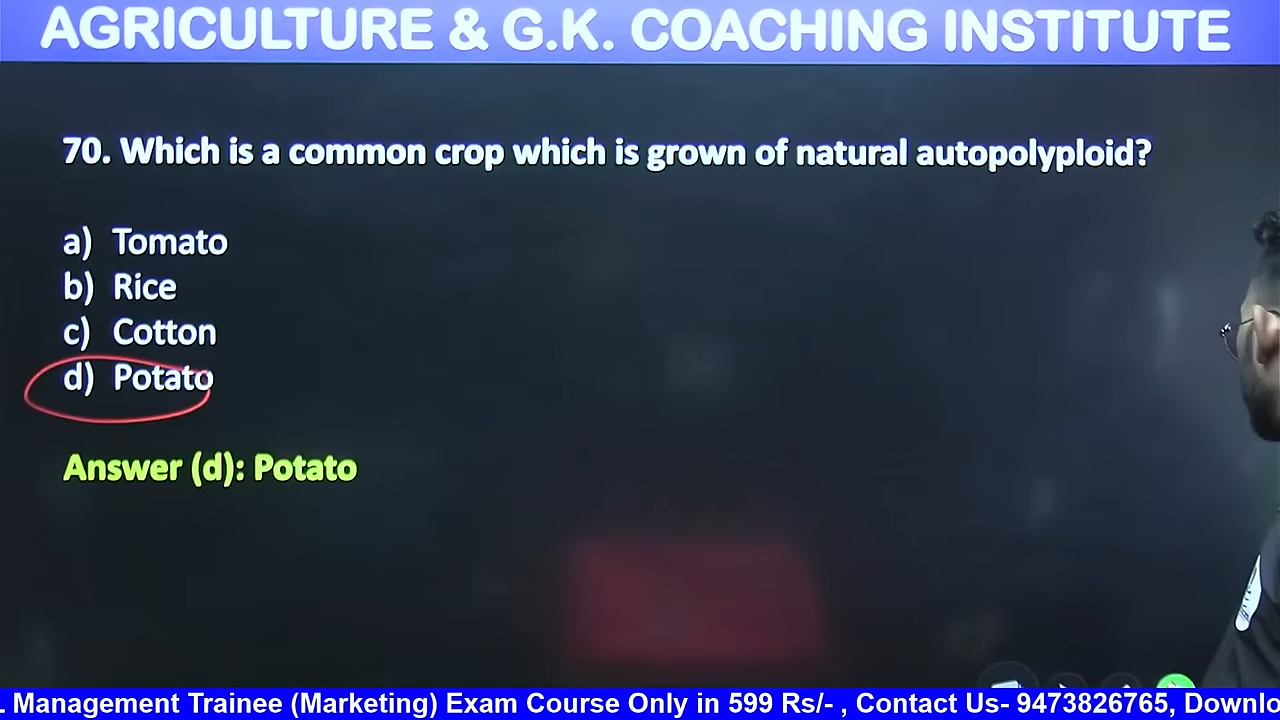 AGRICULTURE & G.K. COACHING INSTITUTE
70. Which is a common crop which is grown of natural autopolyploid?
a) Tomato
b) Rice
c) Cotton
d) Potato
Answer (d): Potato
. Management Trainee (Marketing) Exam Course Only in 599 Rs/- , Contact Us- 9473826765, Downlo